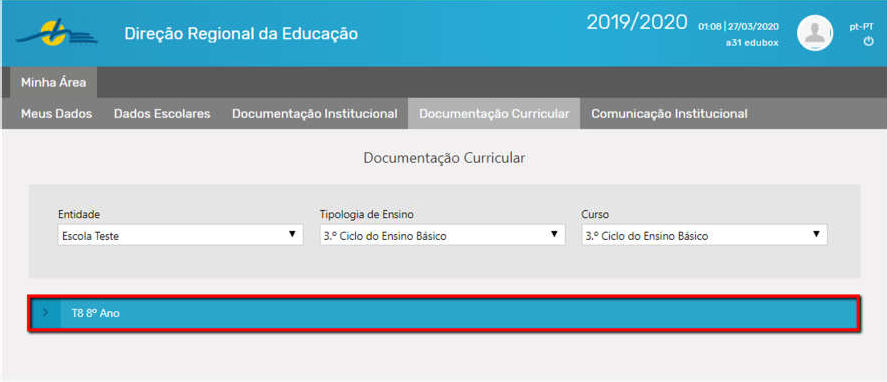 Direção Regional da Educação
2019/2020 01:08 | 27/03/2020 pt-PT
a31 edubox
Minha Área
Meus Dados Dados Escolares Documentação Institucional Documentação Curricular Comunicação Institucional
Documentação Curricular
Entidade Tipologia de Ensino Curso
Escola Teste 3.º Ciclo do Ensino Básico 3.º Ciclo do Ensino Básico
T8 8º Ano